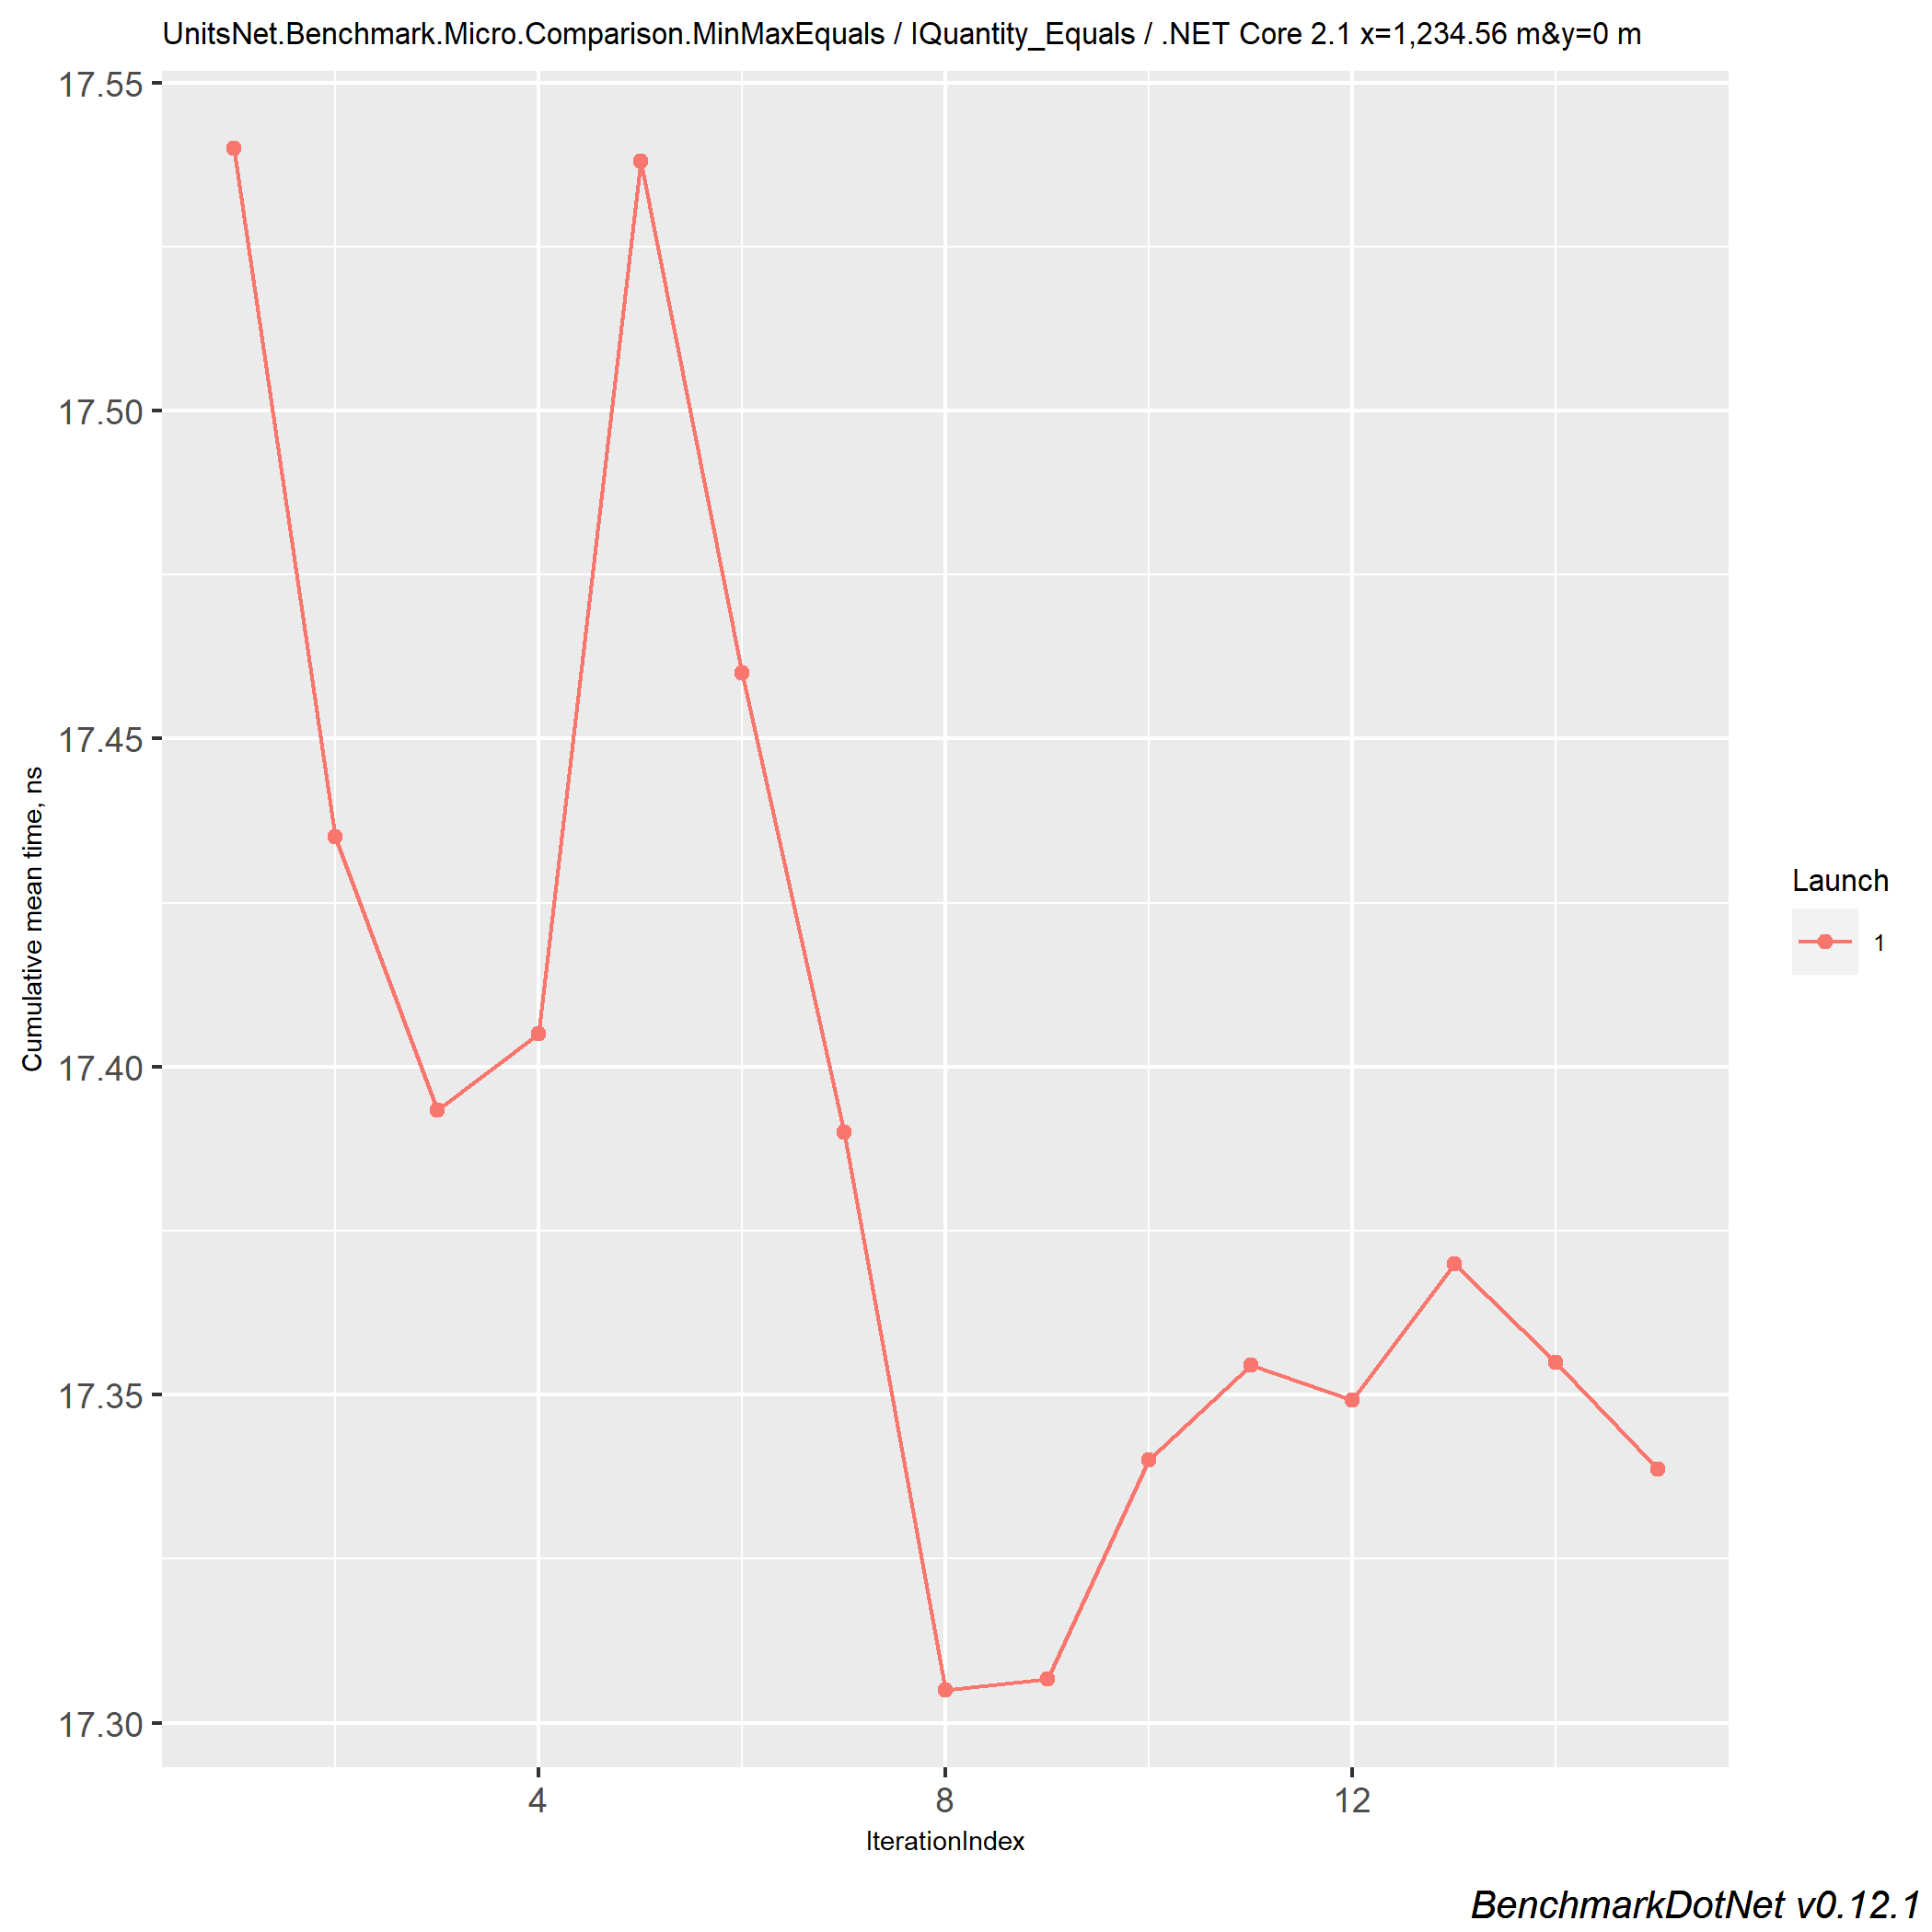 UnitsNet.Benchmark.Micro.Comparison.MinMaxEquals / IQuantity_Equals / .NET Core 2.1 x=1,234.56 m&y=0 m
17.55
17.50
17.45
17.40
17.35
17.30
Cumulative mean time, ns
4
8
12
IterationIndex
Launch
1
BenchmarkDotNet v0.12.1